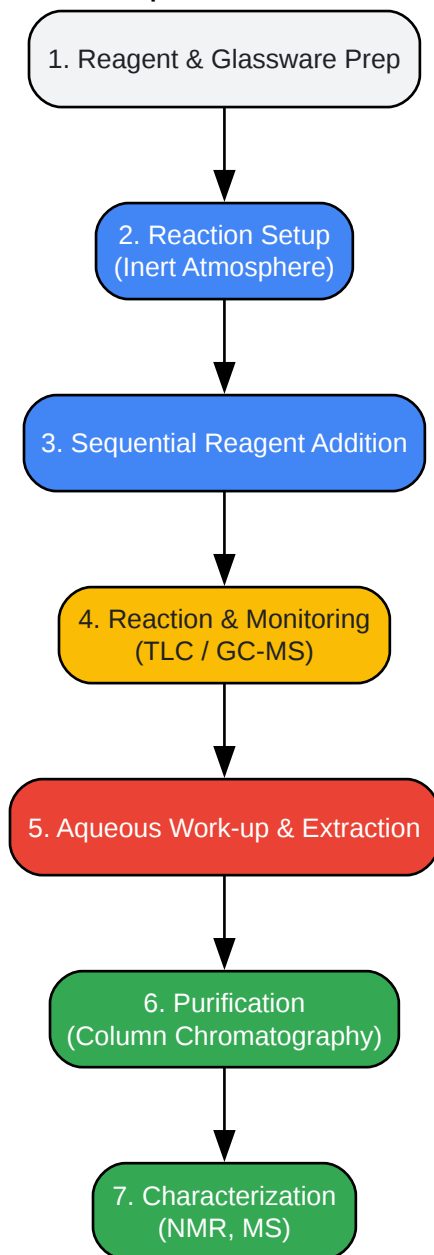 1. Reagent & Glassware Prep
2. Reaction Setup
(Inert Atmosphere)
3. Sequential Reagent Addition
4. Reaction & Monitoring
(TLC / GC-MS)
5. Aqueous Work-up & Extraction
6. Purification
(Column Chromatography)
7. Characterization
(NMR, MS)